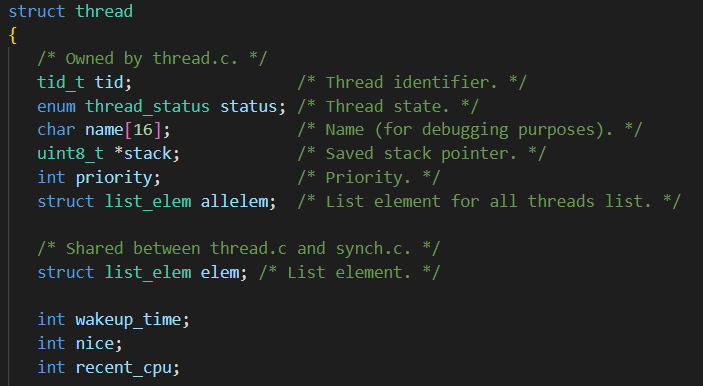 struct thread
{
/* Owned by thread.c. */
tid_t tid; /* Thread identifier. */
enum thread_status status; /* Thread state. */
char name[16]; /* Name (for debugging purposes). */
uint8_t *stack; /* Saved stack pointer. */
int priority; /* Priority. */
struct list_elem allelem; /* List element for all threads list. */
/* Shared between thread.c and synch.c. */
struct list_elem elem; /* List element. */
int wakeup_time;
int nice;
int recent_cpu;